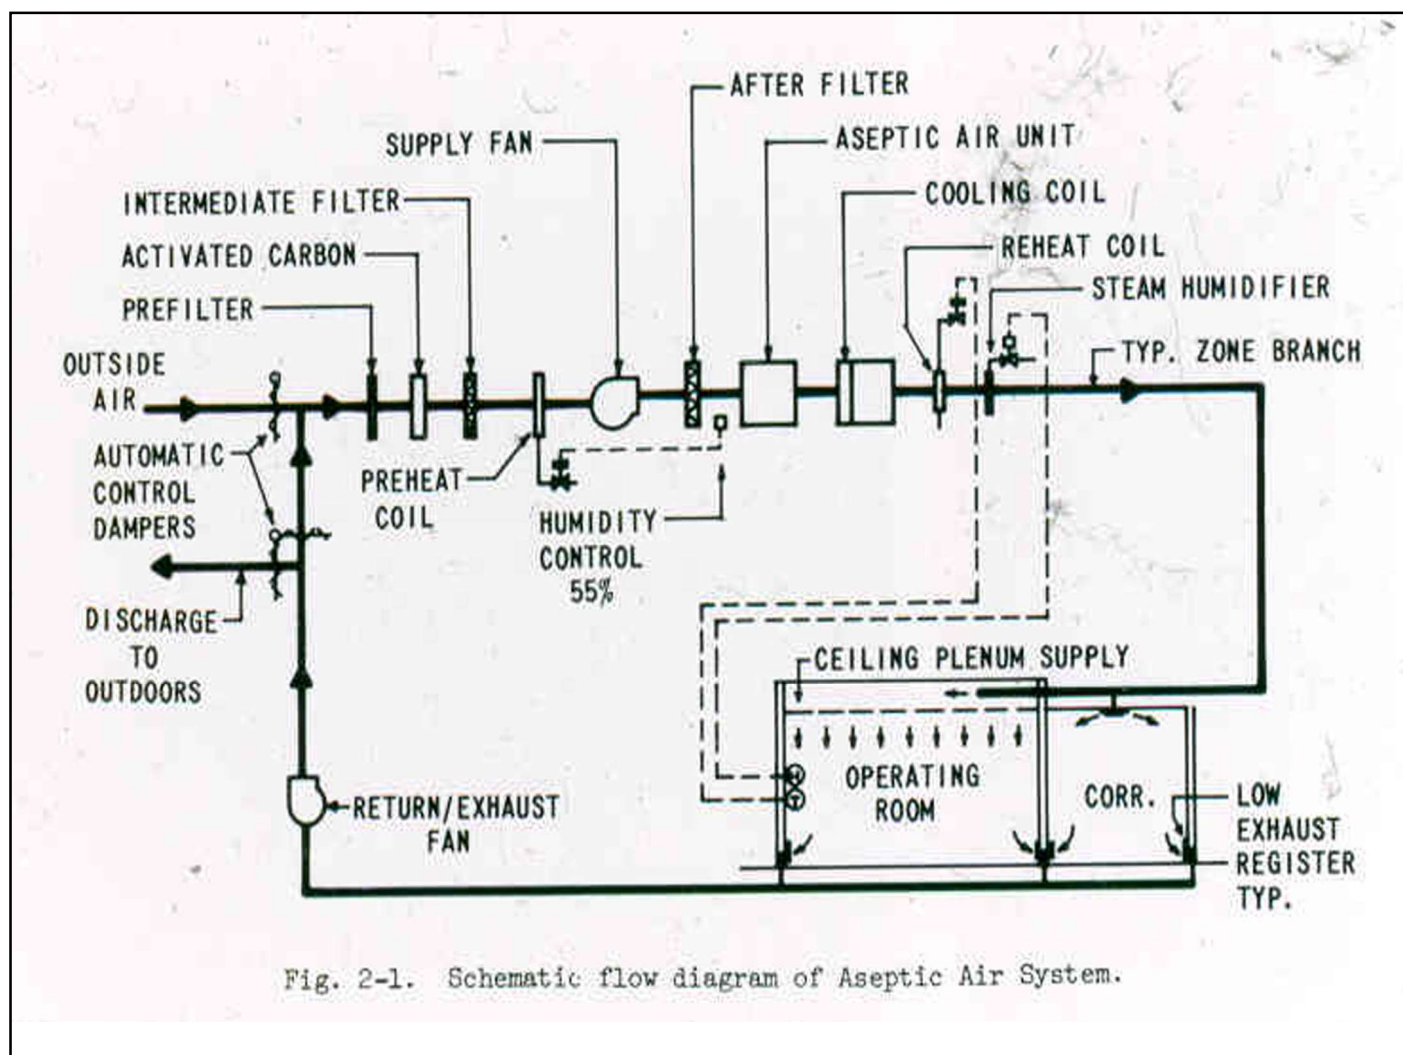 AFTER FILTER
SUPPLY FAN
ASEPTIC AIR UNIT
INTERMEDIATE FILTER
COOLING COIL
ACTIVATED CARBON
REHEAT COIL
PREFILTER
STEAM HUMIDIFIER
OUTSIDE
AIR
TYP. ZONE BRANCH
AUTOMATIC
CONTROL
DAMPERS
PREHEAT
COIL
HUMIDITY
CONTROL
55%
DISCHARGE
TO
OUTDOORS
CEILING PLENUM SUPPLY
H
T
OPERATING
ROOM
CORR.
LOW
EXHAUST
REGISTER
TYP.
RETURN/EXHAUST
FAN
Fig. 2-1. Schematic flow diagram of Aseptic Air System.